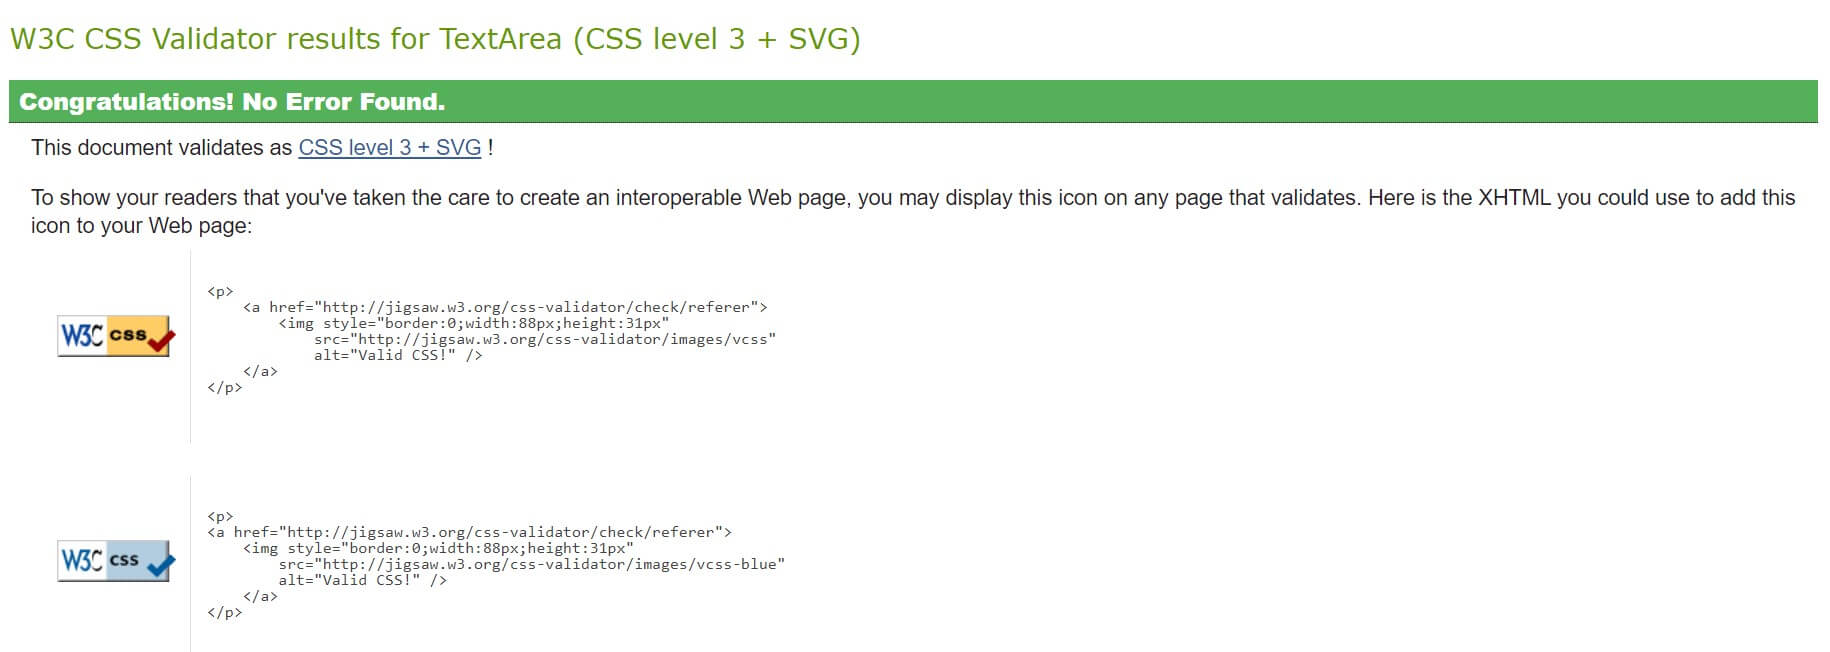 W3C CSS Validator results for TextArea (CSS level 3 + SVG)
Congratulations! No Error Found.
This document validates as CSS level 3 + SVG !
To show your readers that you've taken the care to create an interoperable Web page, you may display this icon on any page that validates. Here is the XHTML you could use to add this
icon to your Web page:
W3C css
<p>
    <a href="http://jigsaw.w3.org/css-validator/check/referer">
        <img style="border:0;width:88px;height:31px"
            src="http://jigsaw.w3.org/css-validator/images/vcss"
            alt="Valid CSS!" />
    </a>
</p>
W3C css
<p>
<a href="http://jigsaw.w3.org/css-validator/check/referer">
    <img style="border:0;width:88px;height:31px"
        src="http://jigsaw.w3.org/css-validator/images/vcss-blue"
        alt="Valid CSS!" />
    </a>
</p>